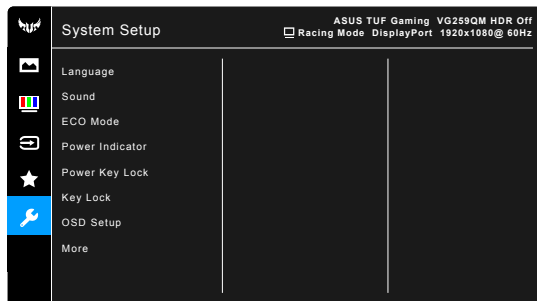 System Setup
ASUS TUF Gaming VG259QM HDR Off
Racing Mode DisplayPort 1920x1080@ 60Hz
Language
Sound
ECO Mode
Power Indicator
Power Key Lock
Key Lock
OSD Setup
More